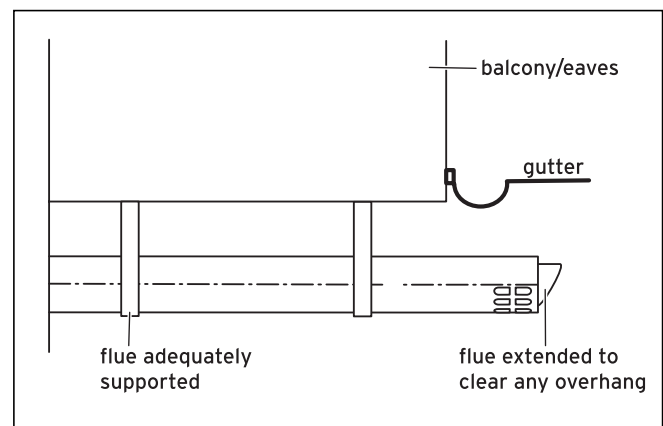 balcony/eaves
gutter
flue adequately
supported
flue extended to
clear any overhang